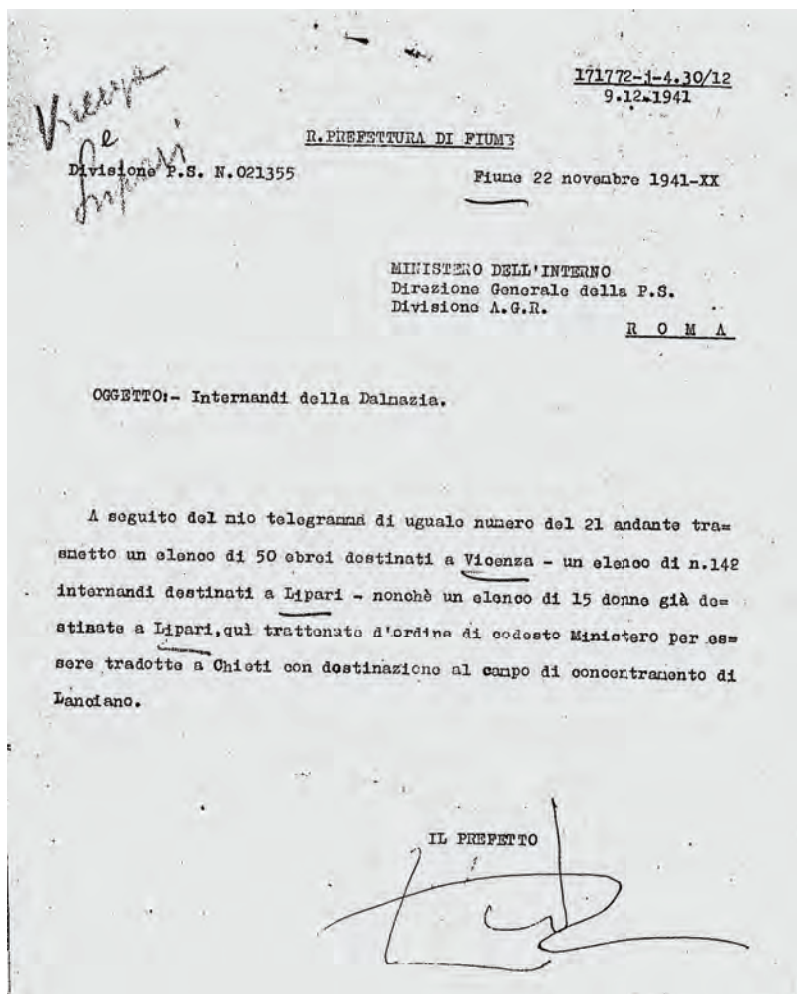 171772-1-4.30/12
9.12.1941
Vicenza
e
Lipari
R.PREFETTURA DI FIUME
Divisione P.S. N.021355
Fiume 22 novembre 1941-XX
MINISTERO DELL'INTERNO
Direzione Generale della P.S.
Divisione A.G.R.
R O M A
OGGETTO:- Internandi della Dalmazia.
A seguito del mio telegramma di uguale numero del 21 andante tra=
smetto un elenco di 50 ebrei destinati a Vicenza - un elenco di n.142
internandi destinati a Lipari - nonchè un elenco di 15 donne già de=
stinate a Lipari,quì trattenute d'ordine di codesto Ministero per es=
sere tradotte a Chieti con destinazione al campo di concentramento di
Lanciano.
IL PREFETTO